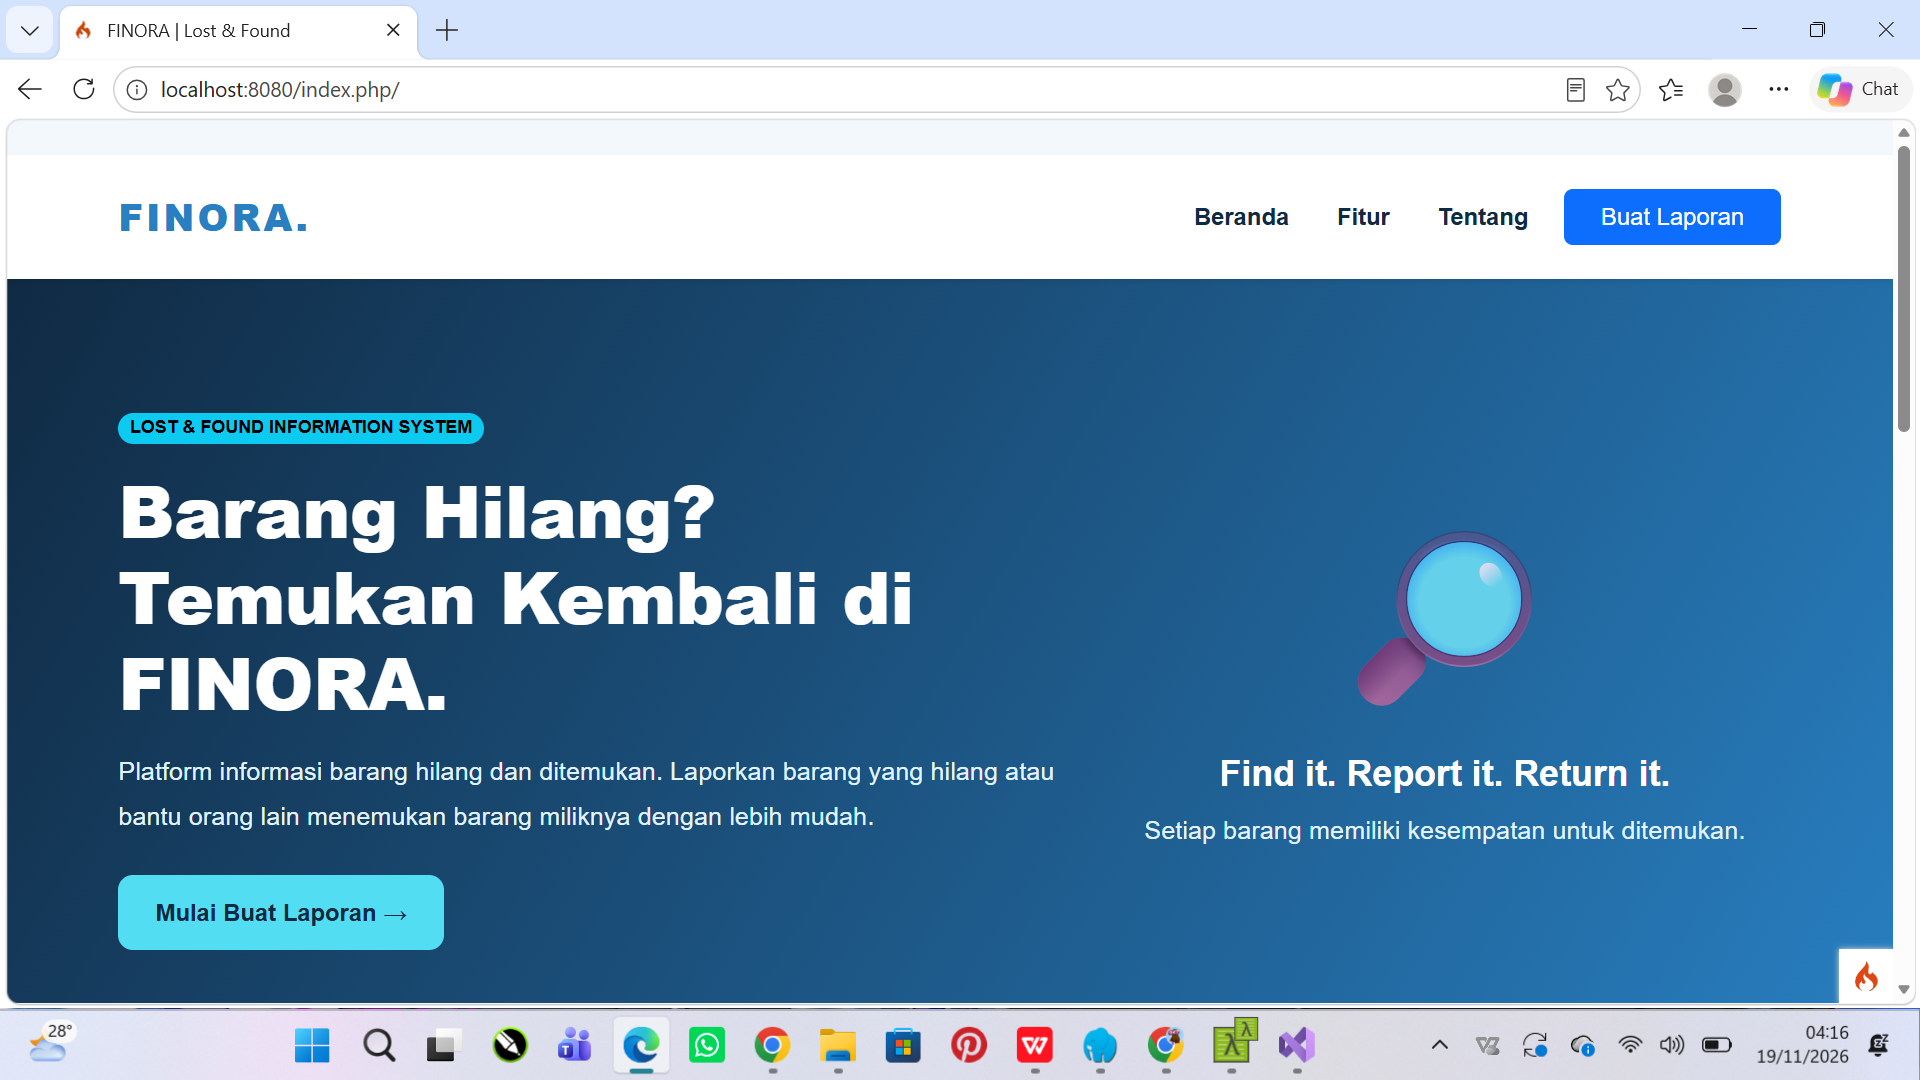 FINORA | Lost & Found
localhost:8080/index.php/
Chat
FINORA.
Beranda
Fitur
Tentang
Buat Laporan
LOST & FOUND INFORMATION SYSTEM
Barang Hilang?
Temukan Kembali di
FINORA.
Platform informasi barang hilang dan ditemukan. Laporkan barang yang hilang atau
bantu orang lain menemukan barang miliknya dengan lebih mudah.
Mulai Buat Laporan →
Find it. Report it. Return it.
Setiap barang memiliki kesempatan untuk ditemukan.
28°
04:16
19/11/2026